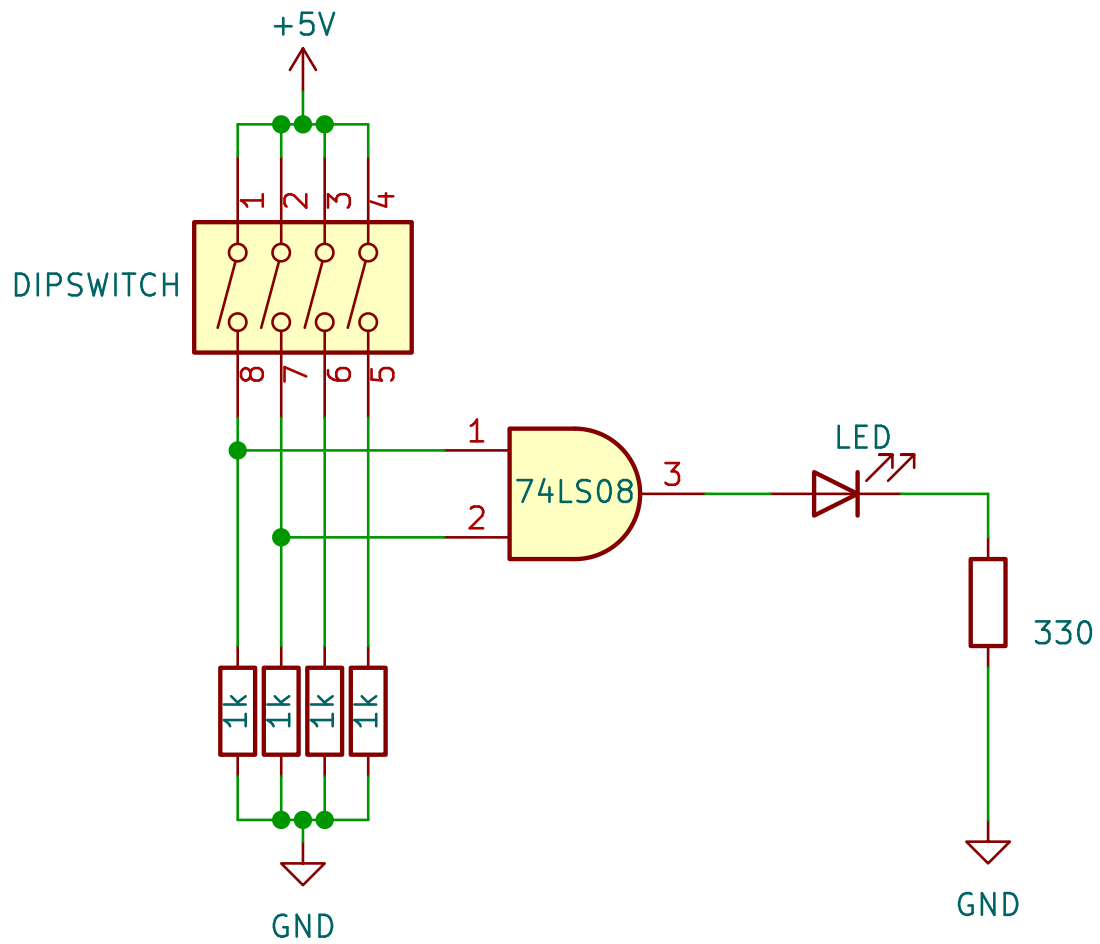 +5V
1 2 3 4
DIPSWITCH
8 7 6 5
1
LED
74LS08
3
2
330
1k 1k 1k 1k
GND
GND